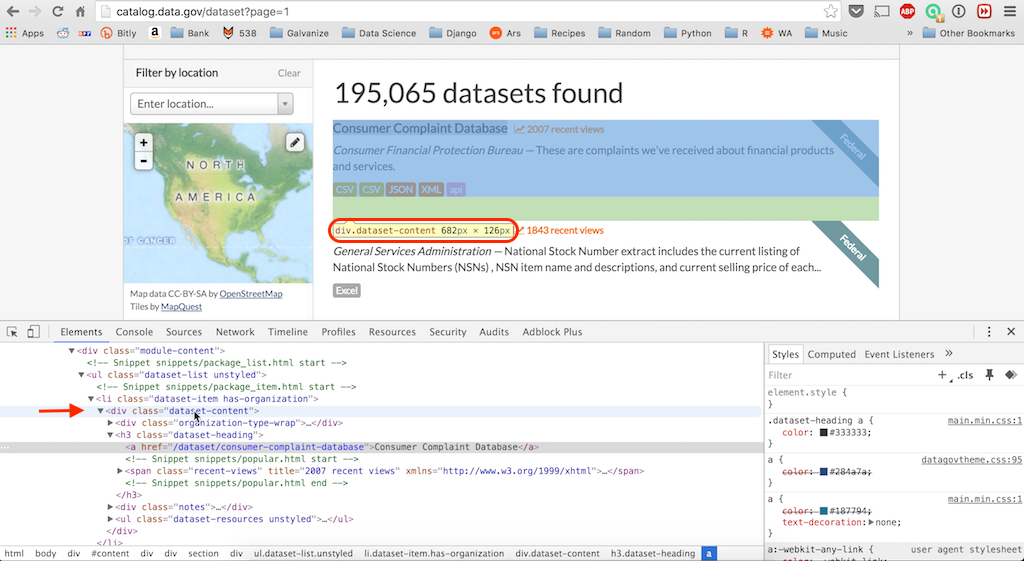 catalog.data.gov/dataset?page=1
ABP
Apps Bitly Bank 538 Galvanize Data Science Django Ars Recipes Random Python R WA Music » Other Bookmarks
Filter by location Clear
Enter location...
+
-
NORTH
AMERICA
OF CANCER
Map data CC-BY-SA by OpenStreetMap
Tiles by MapQuest
195,065 datasets found
Consumer Complaint Database 2007 recent views
Federal
Consumer Financial Protection Bureau — These are complaints we've received about financial products
and services.
CSV CSV JSON XML api
div.dataset-content 682px × 126px 1843 recent views
Federal
General Services Administration — National Stock Number extract includes the current listing of
National Stock Numbers (NSNs) , NSN item name and descriptions, and current selling price of each...
Excel
Elements Console Sources Network Timeline Profiles Resources Security Audits Adblock Plus
▼<div class="module-content">
<!-- Snippet snippets/package_list.html start -->
▼<ul class="dataset-list unstyled">
<!-- Snippet snippets/package_item.html start -->
▼<li class="dataset-item has-organization">
▼<div class="dataset-content">
▶<div class="organization-type-wrap">…</div>
▼<h3 class="dataset-heading">
<a href="/dataset/consumer-complaint-database">Consumer Complaint Database</a>
<!-- Snippet snippets/popular.html start -->
▶<span class="recent-views" title="2007 recent views" xmlns="http://www.w3.org/1999/xhtml">…</span>
<!-- Snippet snippets/popular.html end -->
</h3>
▶<div class="notes">…</div>
▶<ul class="dataset-resources unstyled">…</ul>
</div>
</li>
html body div #content div div section div ul.dataset-list.unstyled li.dataset-item.has-organization div.dataset-content h3.dataset-heading a
Styles Computed Event Listeners »
Filter + .cls
element.style {
}
.dataset-heading a { main.min.css:1
color: #333333;
}
a { datagovtheme.css:95
color: #284a7a;
}
a { main.min.css:1
color: #187794;
text-decoration:▶none;
}
a:-webkit-any-link { user agent stylesheet
color: -webkit-link;